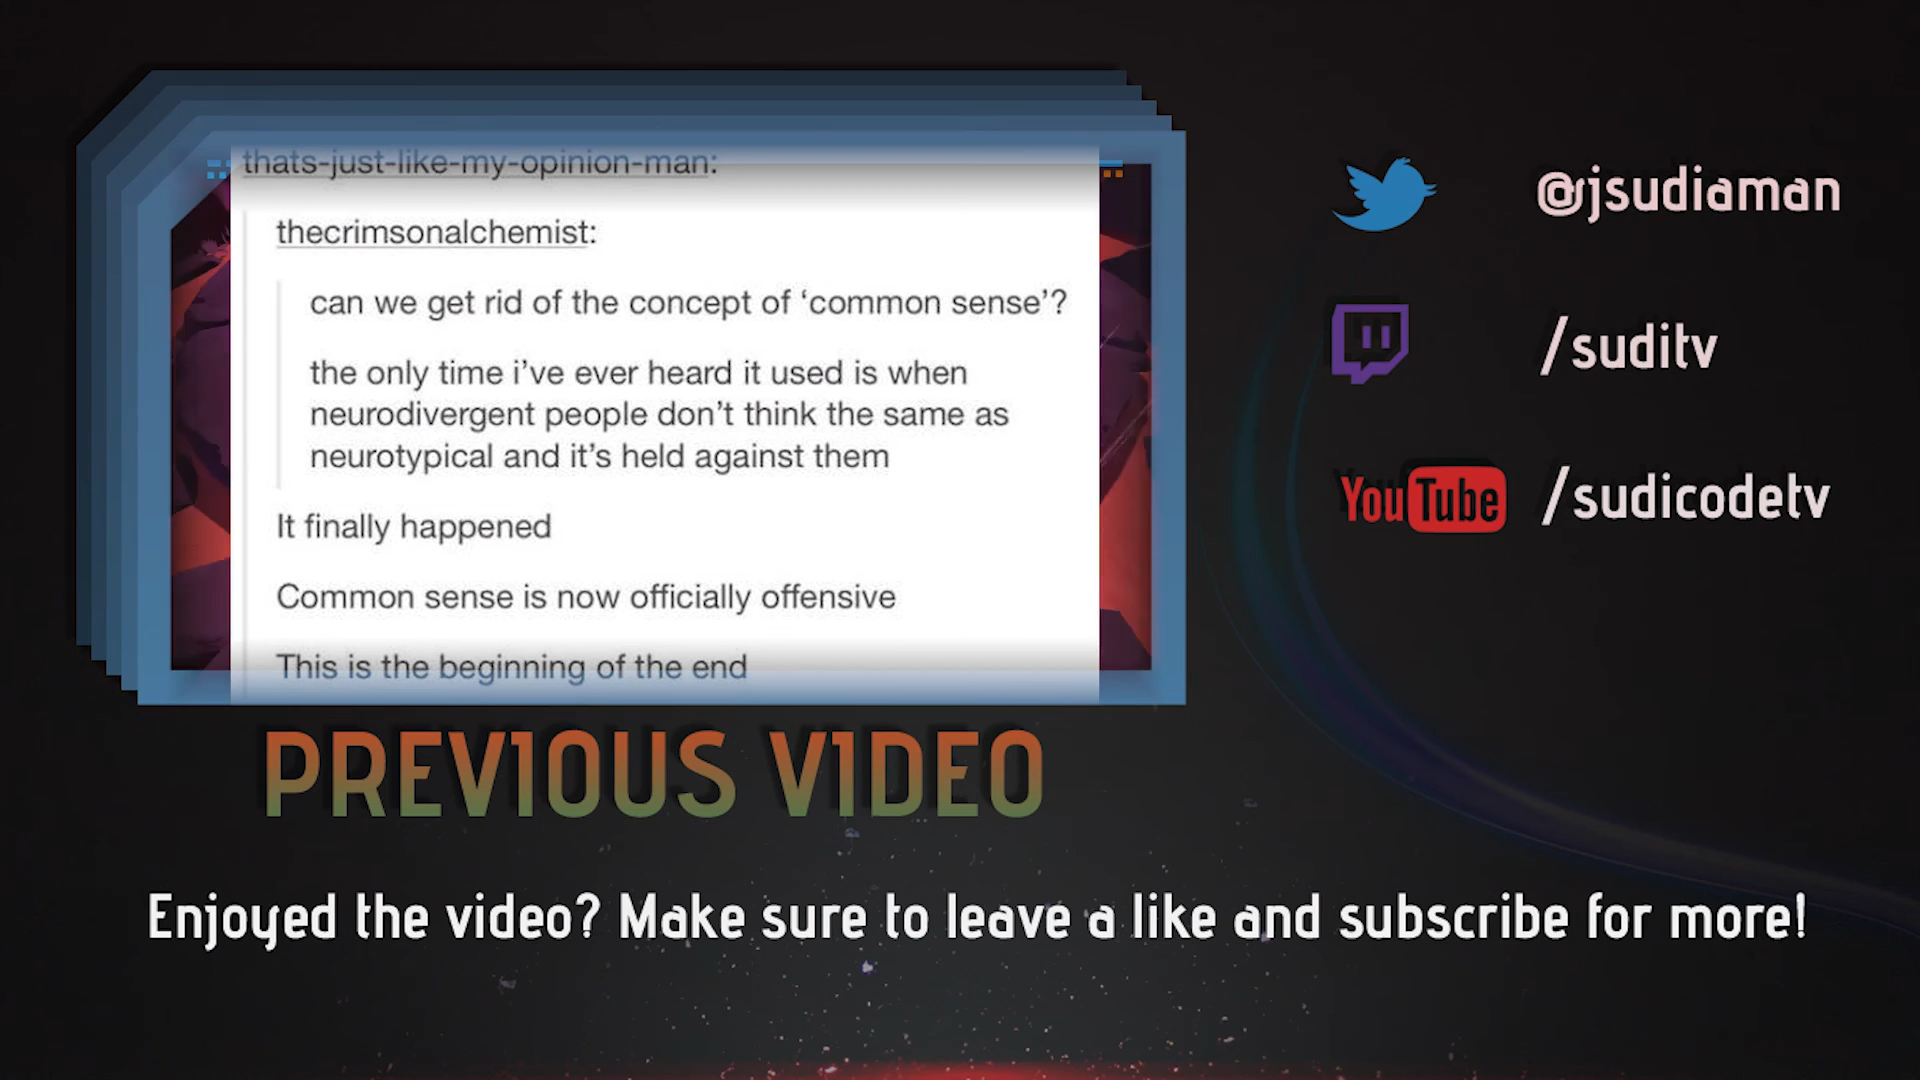 thats-just-like-my-opinion-man:
thecrimsonalchemist:
can we get rid of the concept of ‘common sense’?
the only time i’ve ever heard it used is when
neurodivergent people don’t think the same as
neurotypical and it’s held against them
It finally happened
Common sense is now officially offensive
This is the beginning of the end
PREVIOUS VIDEO
@jsudiaman
/suditv
YouTube /sudicodetv
Enjoyed the video? Make sure to leave a like and subscribe for more!